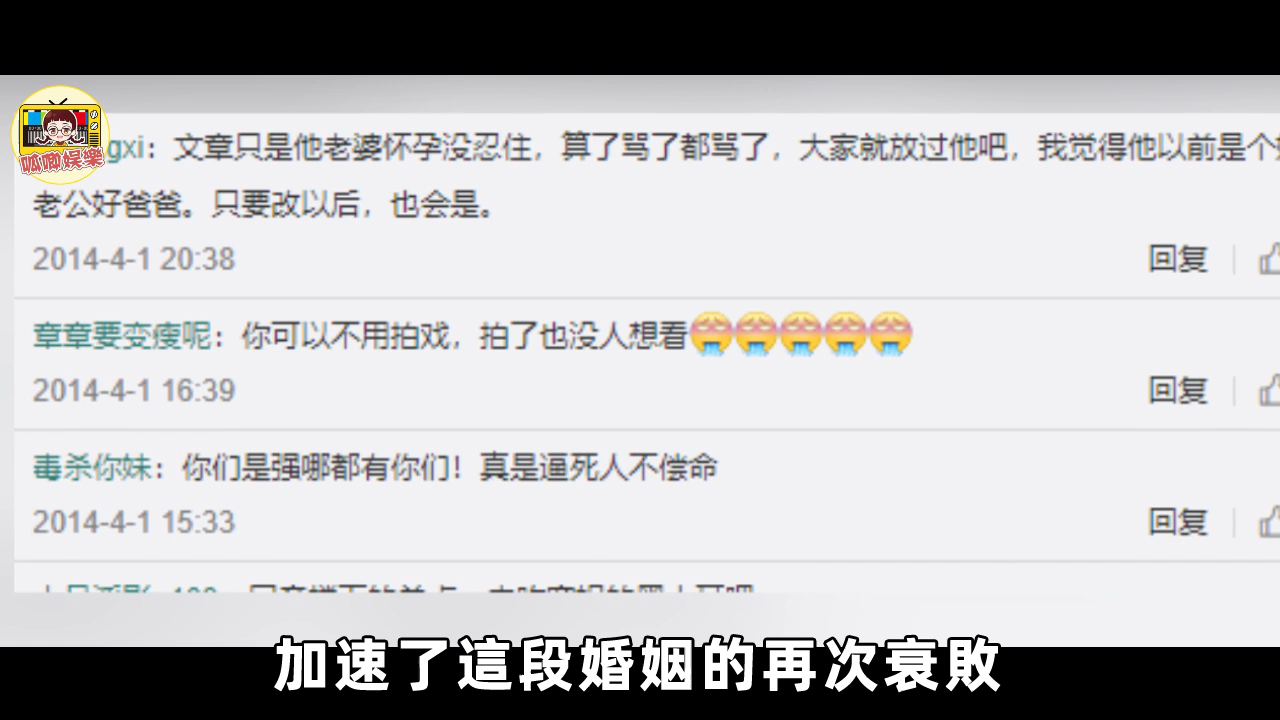 呱唧娛樂
gxi：文章只是他老婆怀孕没忍住，算了骂了都骂了，大家就放过他吧，我觉得他以前是个
老公好爸爸。只要改以后，也会是。
2014-4-1 20:38
回复
章章要变瘦呢：你可以不用拍戏，拍了也没人想看
2014-4-1 16:39
回复
毒杀你妹：你们是强哪都有你们！真是逼死人不偿命
2014-4-1 15:33
回复
加速了這段婚姻的再次衰敗